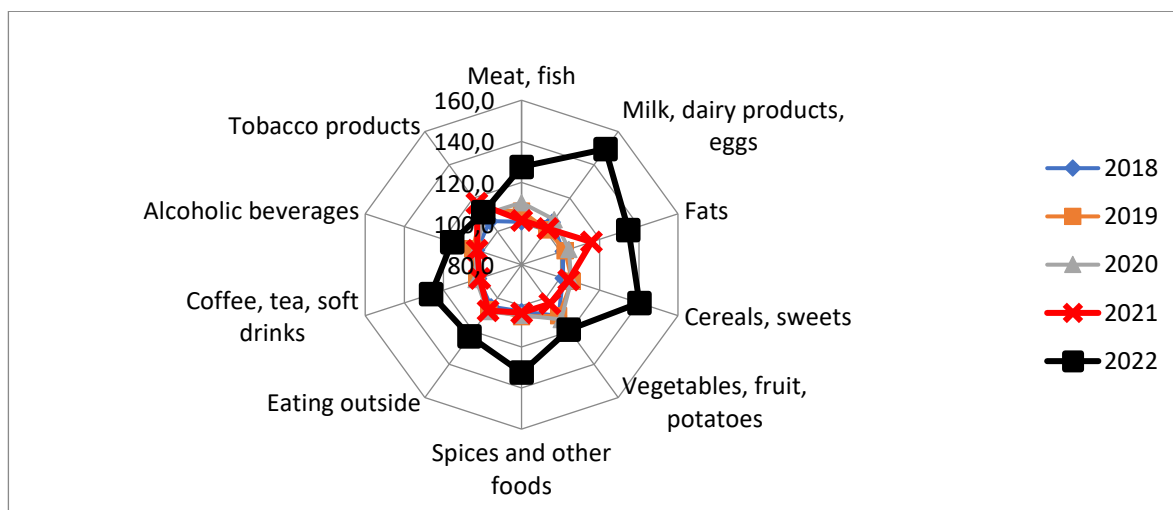 Meat, fish
160,0
140,0
120,0
100,0
80,0
Milk, dairy products,
eggs
Fats
Cereals, sweets
Vegetables, fruit,
potatoes
Spices and other
foods
Eating outside
Coffee, tea, soft
drinks
Alcoholic beverages
Tobacco products
2018
2019
2020
2021
2022